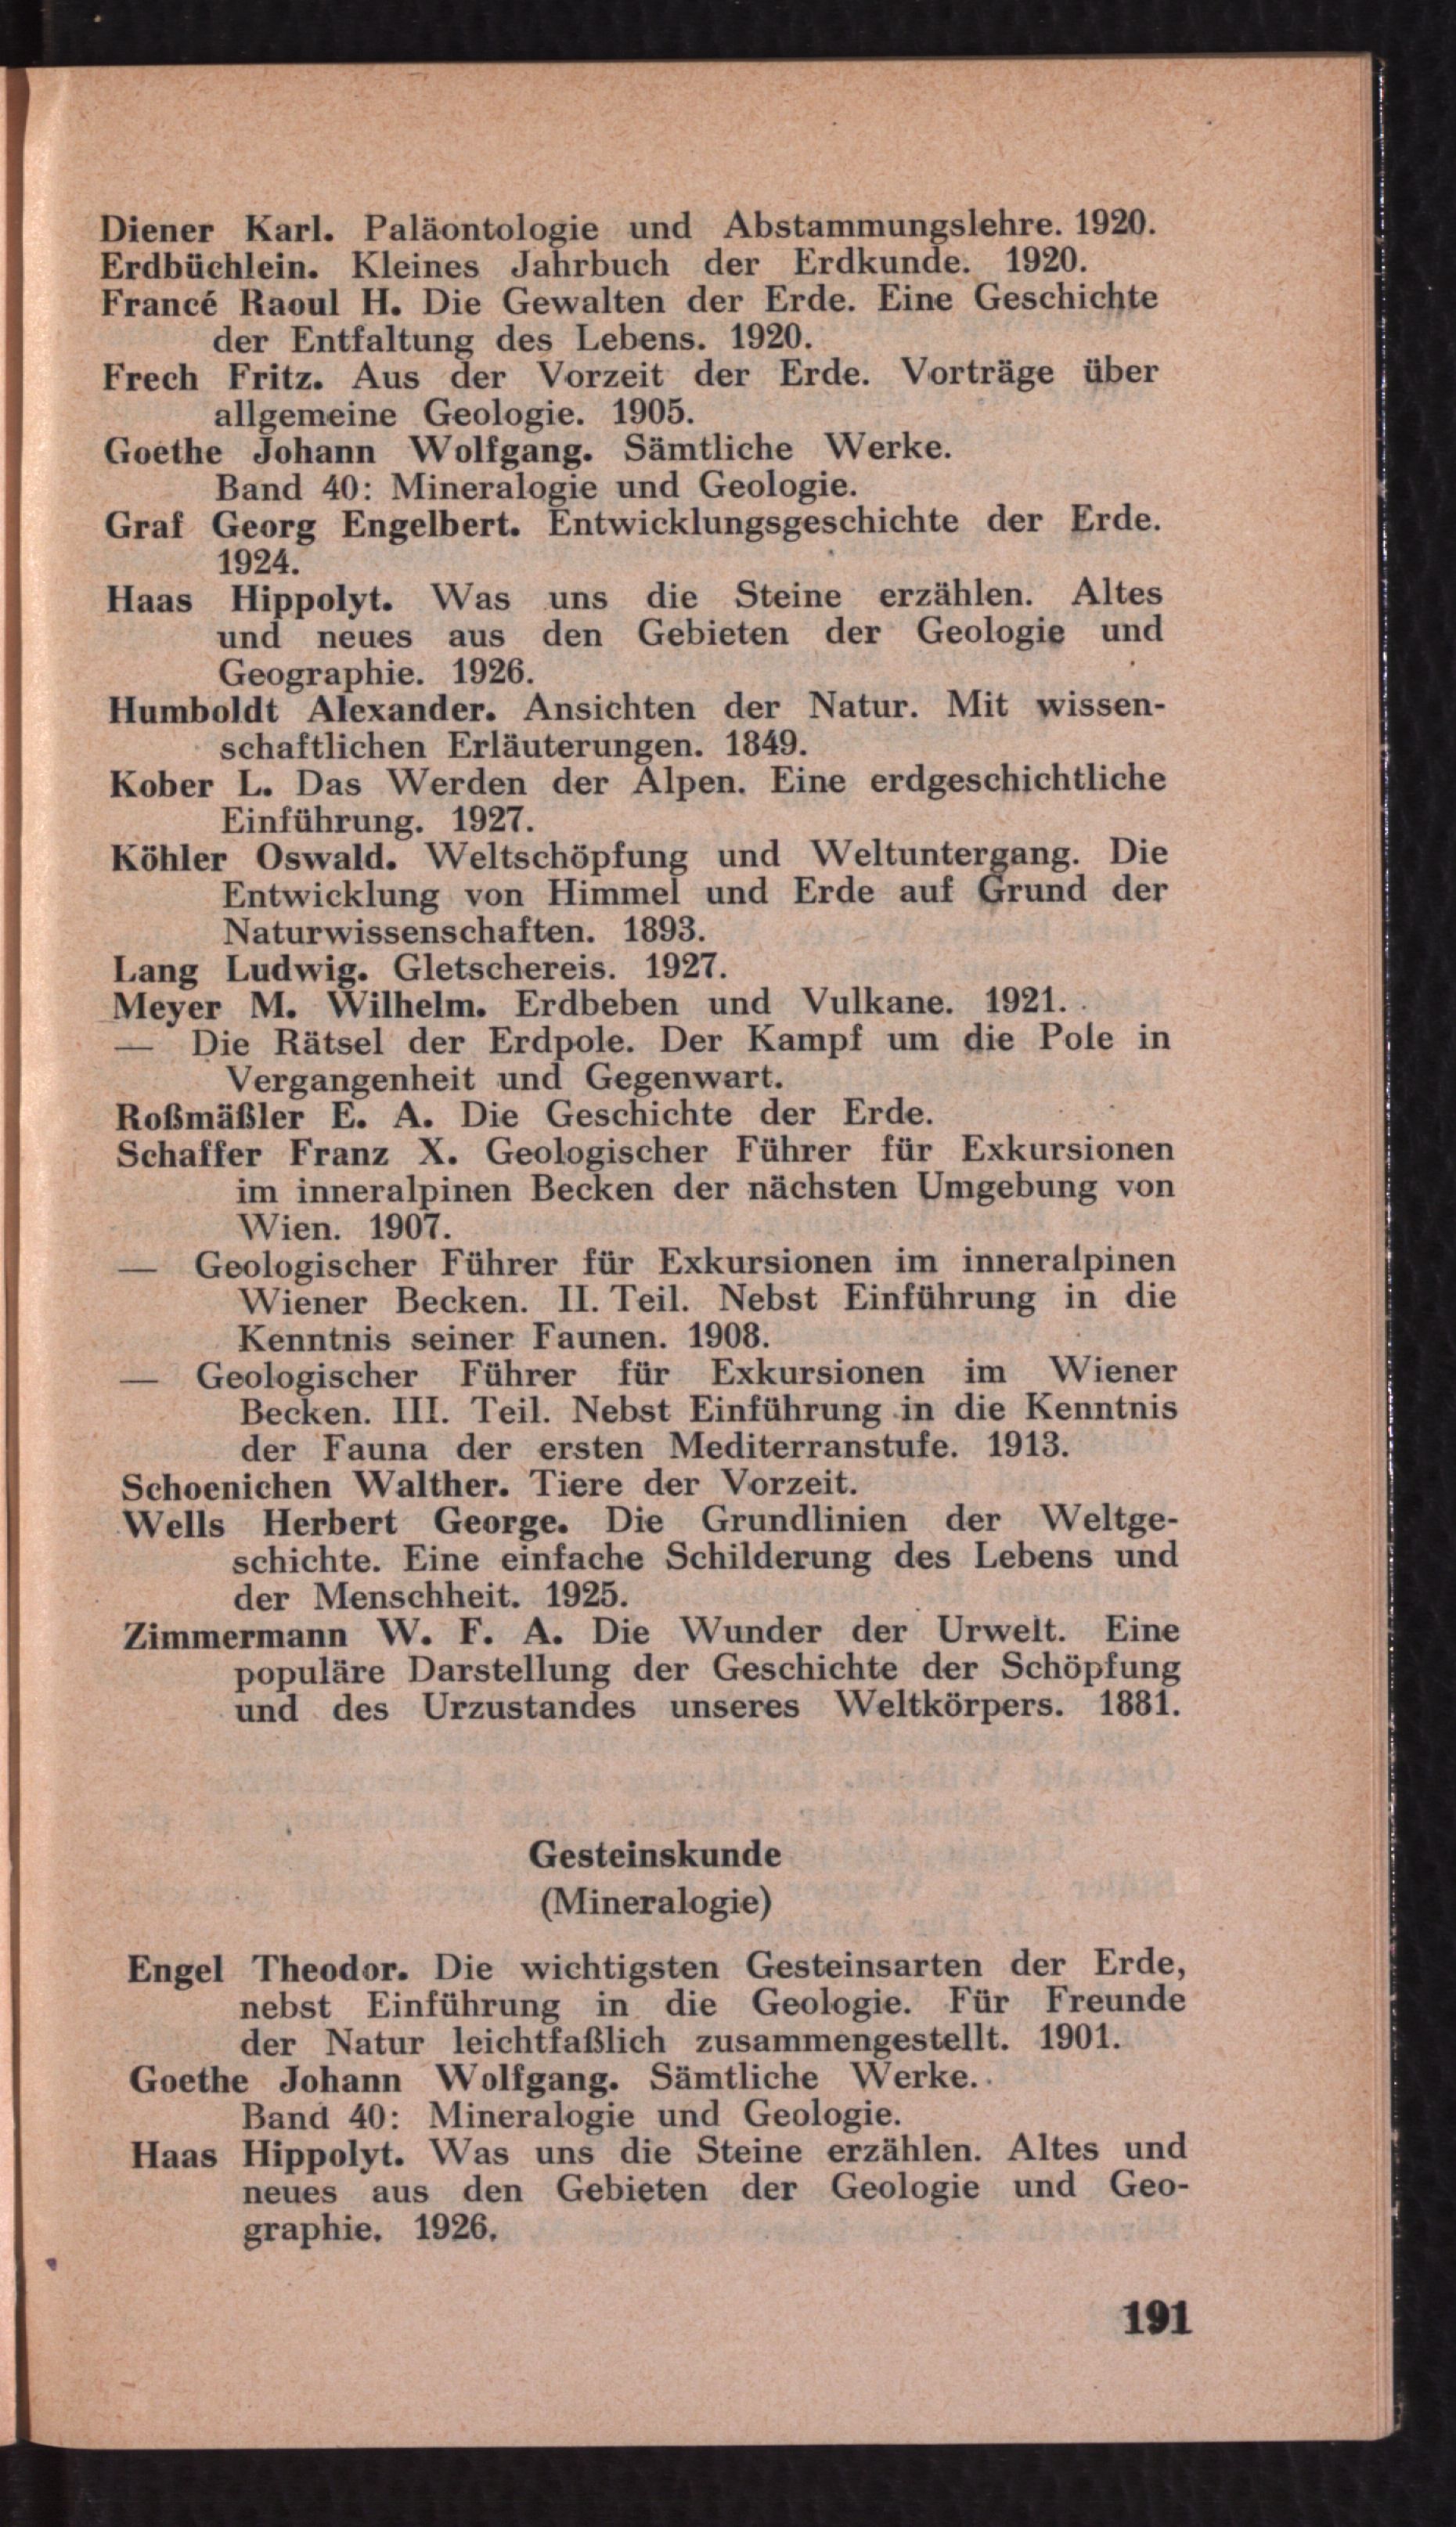 Diener Karl. Paläontologie und Abstammungslehre. 1920.
Erdbüchlein. Kleines Jahrbuch der Erdkunde. 1920.
Francé Raoul H. Die Gewalten der Erde. Eine Geschichte
der Entfaltung des Lebens. 1920.
Frech Fritz. Aus der Vorzeit der Erde. Vorträge über
allgemeine Geologie. 1905.
Goethe Johann Wolfgang. Sämtliche Werke.
Band 40: Mineralogie und Geologie.
Graf Georg Engelbert. Entwicklungsgeschichte der Erde.
1924.
Haas Hippolyt. Was uns die Steine erzählen. Altes
und neues aus den Gebieten der Geologie und
Geographie. 1926.
Humboldt Alexander. Ansichten der Natur. Mit wissen-
schaftlichen Erläuterungen. 1849.
Kober L. Das Werden der Alpen. Eine erdgeschichtliche
Einführung. 1927.
Köhler Oswald. Weltschöpfung und Weltuntergang. Die
Entwicklung von Himmel und Erde auf Grund der
Naturwissenschaften. 1893.
Lang Ludwig. Gletschereis. 1927.
Meyer M. Wilhelm. Erdbeben und Vulkane. 1921.
— Die Rätsel der Erdpole. Der Kampf um die Pole in
Vergangenheit und Gegenwart.
Roßmäßler E. A. Die Geschichte der Erde.
Schaffer Franz X. Geologischer Führer für Exkursionen
im inneralpinen Becken der nächsten Umgebung von
Wien. 1907.
— Geologischer Führer für Exkursionen im inneralpinen
Wiener Becken. II. Teil. Nebst Einführung in die
Kenntnis seiner Faunen. 1908.
— Geologischer Führer für Exkursionen im Wiener
Becken. III. Teil. Nebst Einführung in die Kenntnis
der Fauna der ersten Mediterranstufe. 1913.
Schoenichen Walther. Tiere der Vorzeit.
Wells Herbert George. Die Grundlinien der Weltge-
schichte. Eine einfache Schilderung des Lebens und
der Menschheit. 1925.
Zimmermann W. F. A. Die Wunder der Urwelt. Eine
populäre Darstellung der Geschichte der Schöpfung
und des Urzustandes unseres Weltkörpers. 1881.
Gesteinskunde
(Mineralogie)
Engel Theodor. Die wichtigsten Gesteinsarten der Erde,
nebst Einführung in die Geologie. Für Freunde
der Natur leichtfaßlich zusammengestellt. 1901.
Goethe Johann Wolfgang. Sämtliche Werke.
Band 40: Mineralogie und Geologie.
Haas Hippolyt. Was uns die Steine erzählen. Altes und
neues aus den Gebieten der Geologie und Geo-
graphie. 1926.
191